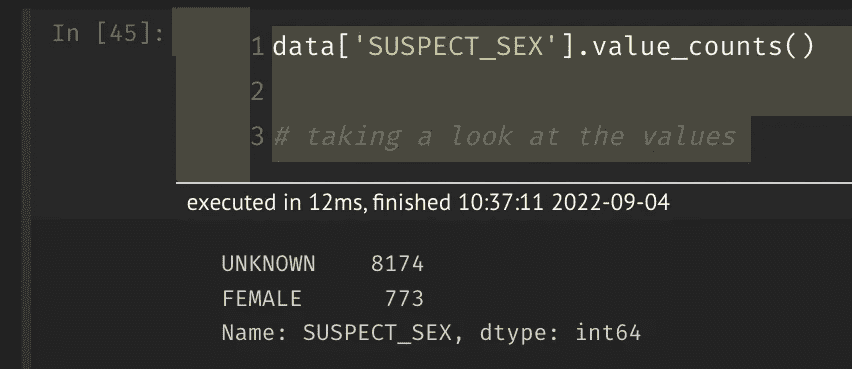 In [45]:
1 data['SUSPECT_SEX'].value_counts()
2
3 # taking a look at the values
executed in 12ms, finished 10:37:11 2022-09-04
UNKNOWN 8174
FEMALE 773
Name: SUSPECT_SEX, dtype: int64